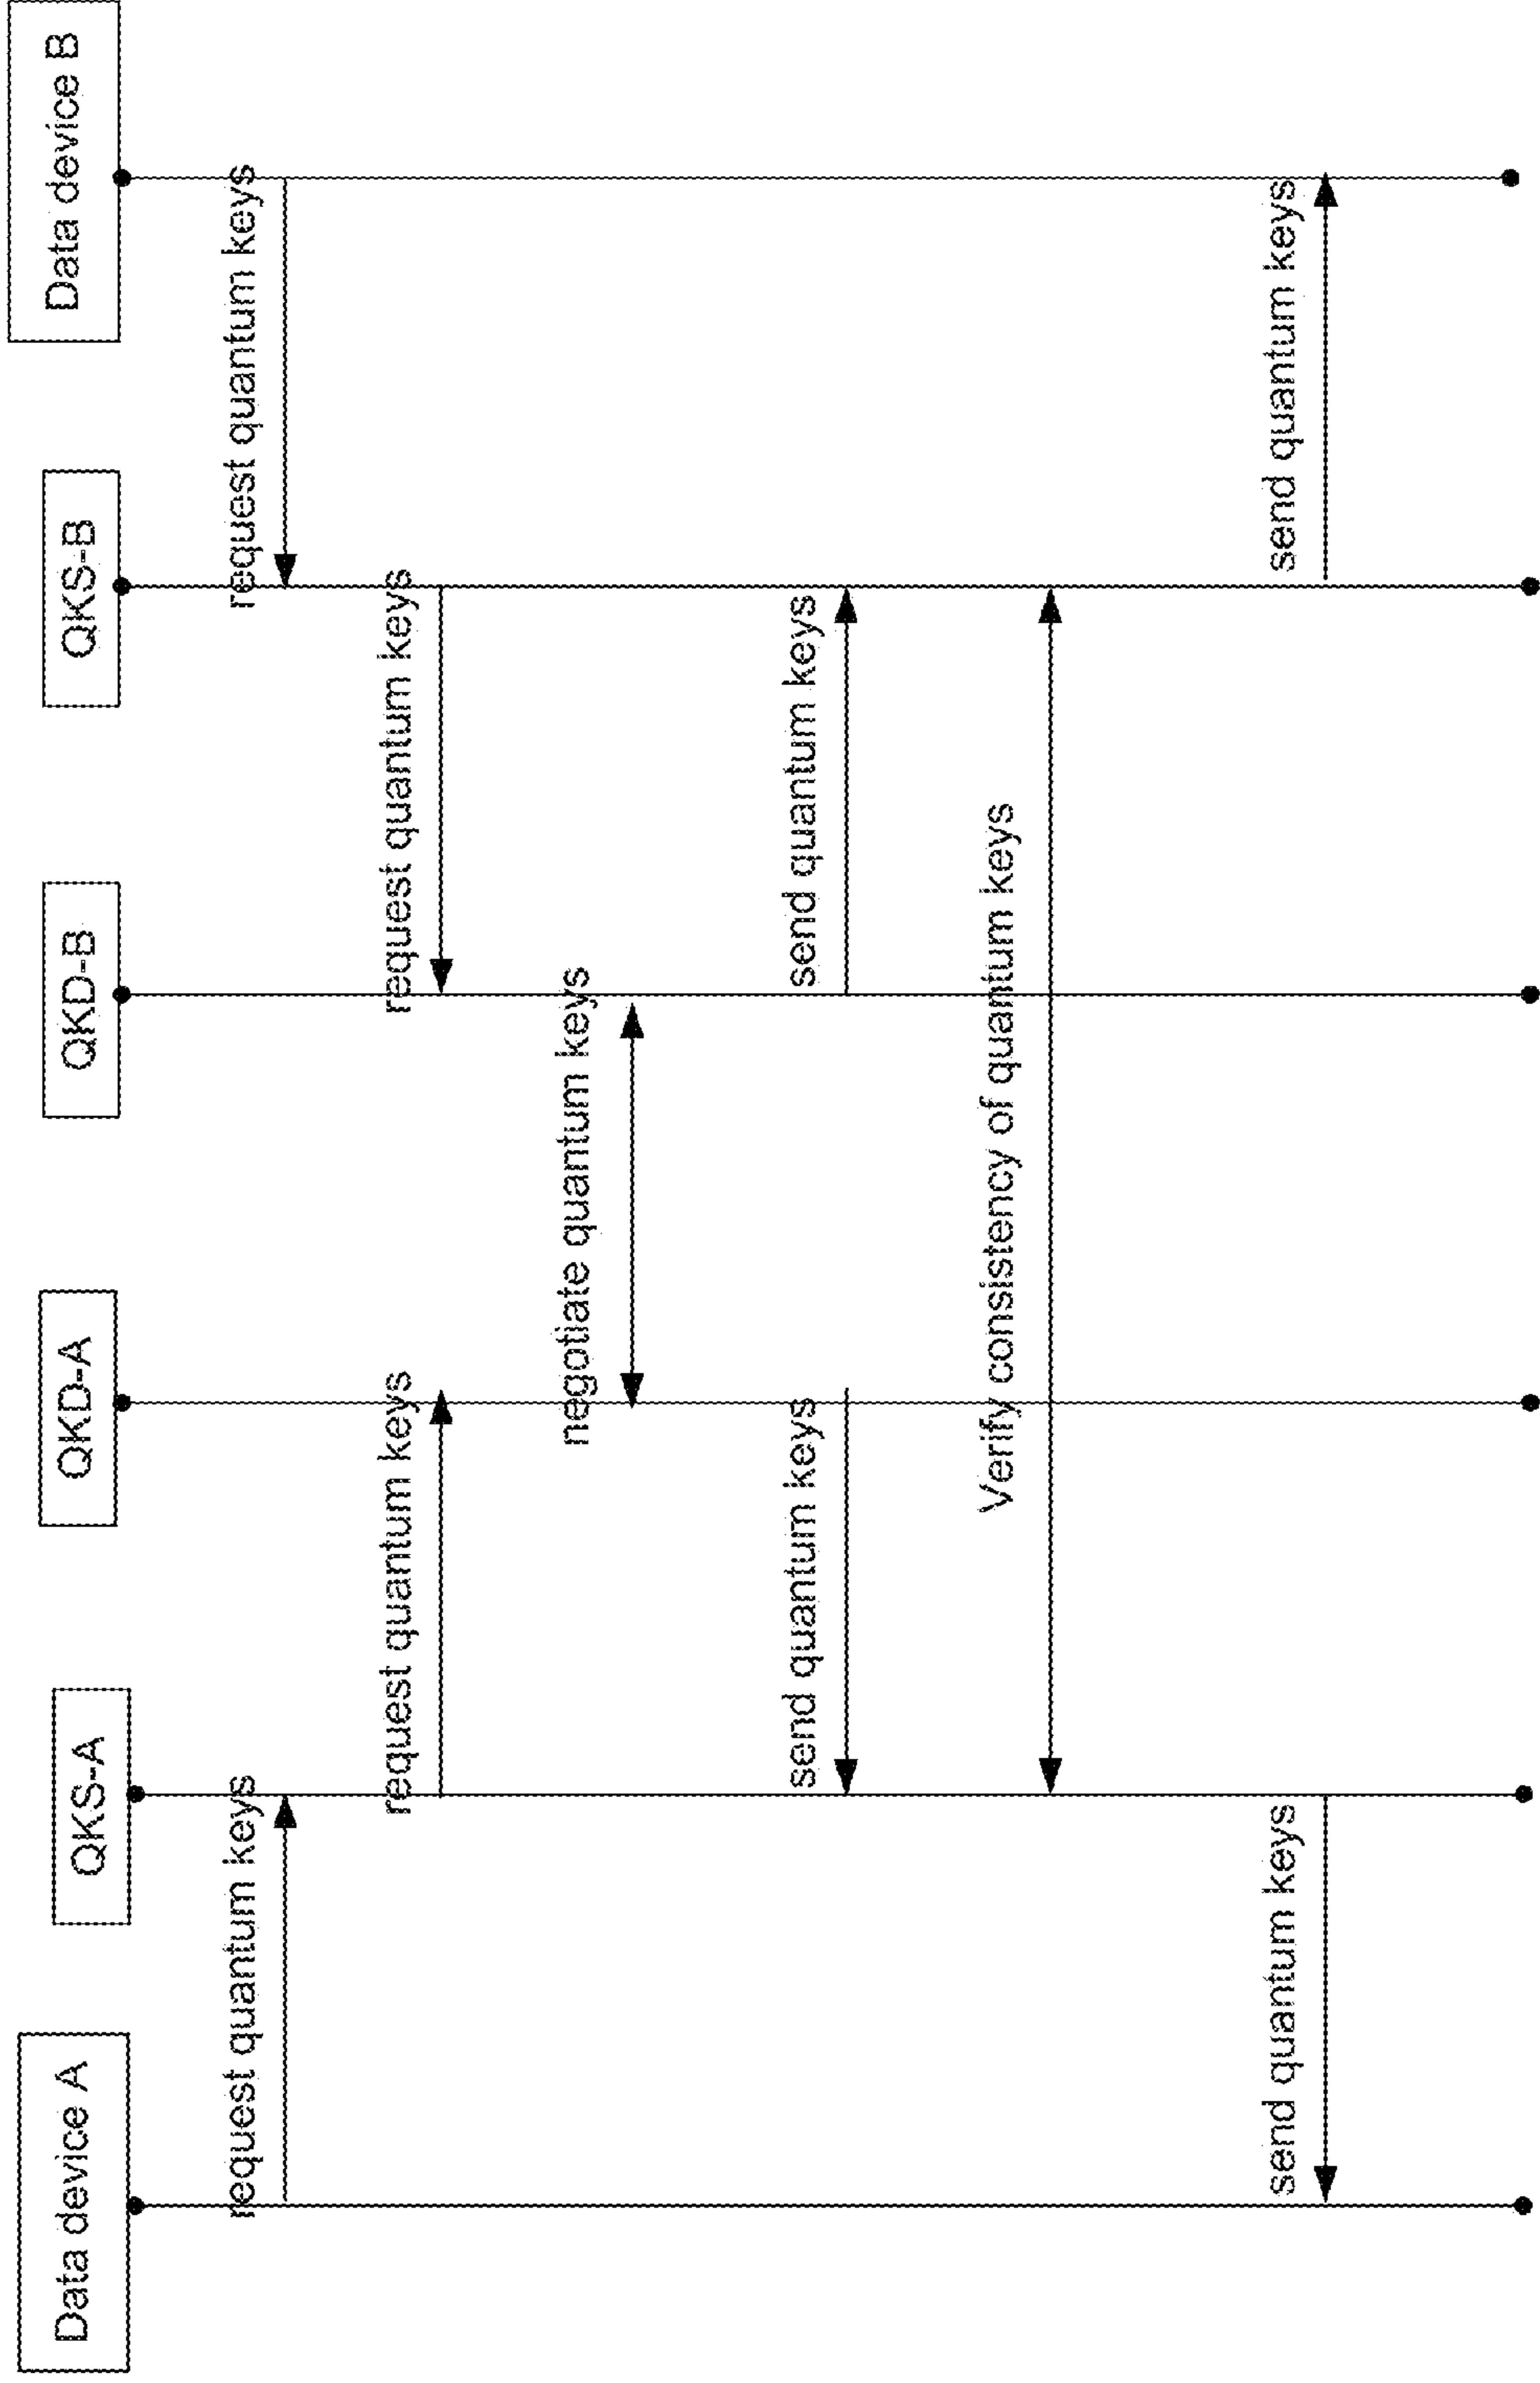 Data device A
QKS-A
QKD-A
QKD-B
QKS-B
Data device B
request quantum keys
request quantum keys
request quantum keys
request quantum keys
negotiate quantum keys
send quantum keys
send quantum keys
Verify consistency of quantum keys
send quantum keys
send quantum keys